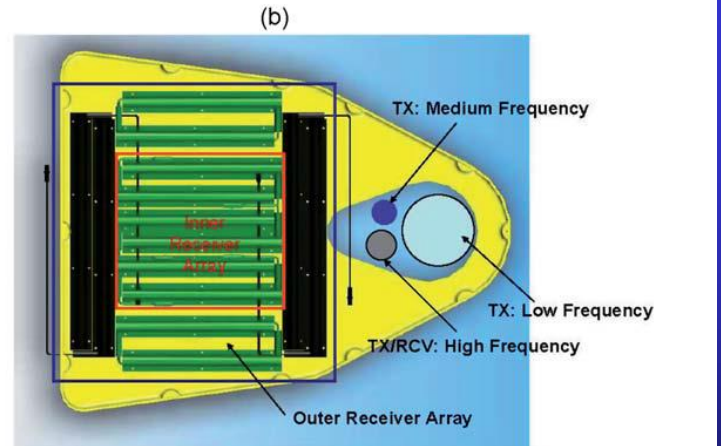 (b)
TX: Medium Frequency
Inner
Receiver
Array
TX: Low Frequency
TX/RCV: High Frequency
Outer Receiver Array